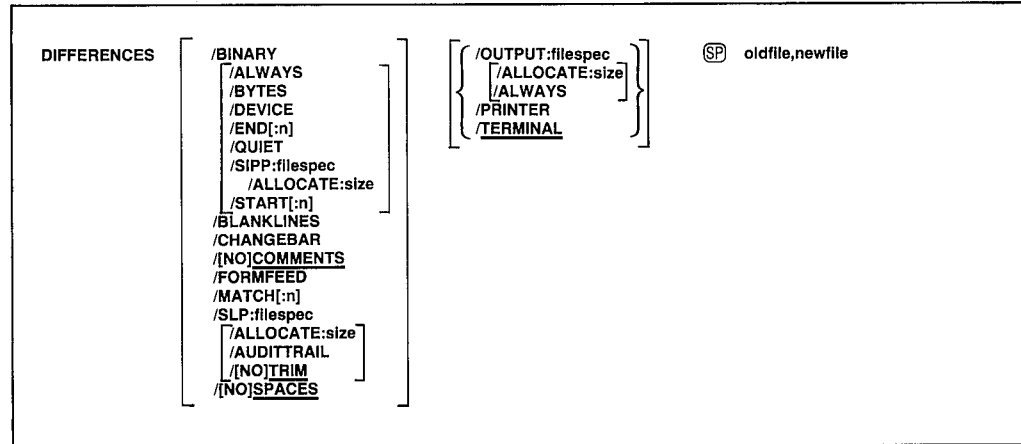 DIFFERENCES /BINARY /OUTPUT:filespec SP oldfile,newfile
/ALWAYS /ALLOCATE:size
/BYTES /ALWAYS
/DEVICE /PRINTER
/END[:n] /TERMINAL
/QUIET
/SIPP:filespec
/ALLOCATE:size
/START[:n]
/BLANKLINES
/CHANGEBAR
/[NO]COMMENTS
/FORMFEED
/MATCH[:n]
/SLP:filespec
/ALLOCATE:size
/AUDITTRAIL
/[NO]TRIM
/[NO]SPACES